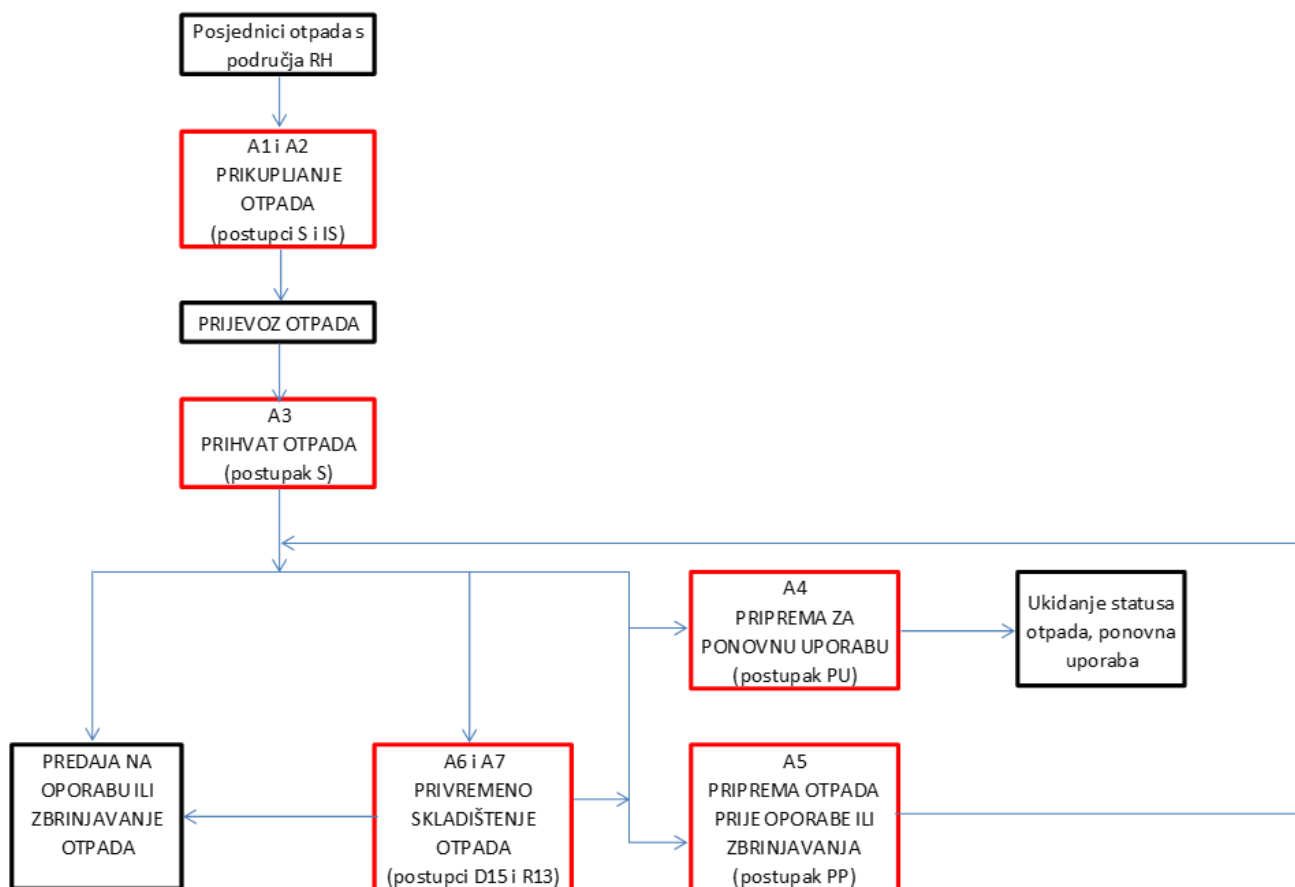 Posjednici otpada s
područja RH
A1 i A2
PRIKUPLJANJE
OTPADA
(postupci S i IS)
PRIJEVOZ OTPADA
A3
PRIHVAT OTPADA
(postupak S)
A4
PRIPREMA ZA
PONOVNU UPORABU
(postupak PU)
Ukidanje statusa
otpada, ponovna
uporaba
PREDAJA NA
OPORABU ILI
ZBRINJAVANJE
OTPADA
A6 i A7
PRIVREMENO
SKLADIŠTENJE
OTPADA
(postupci D15 i R13)
A5
PRIPREMA OTPADA
PRIJE OPORABE ILI
ZBRINJAVANJA
(postupak PP)